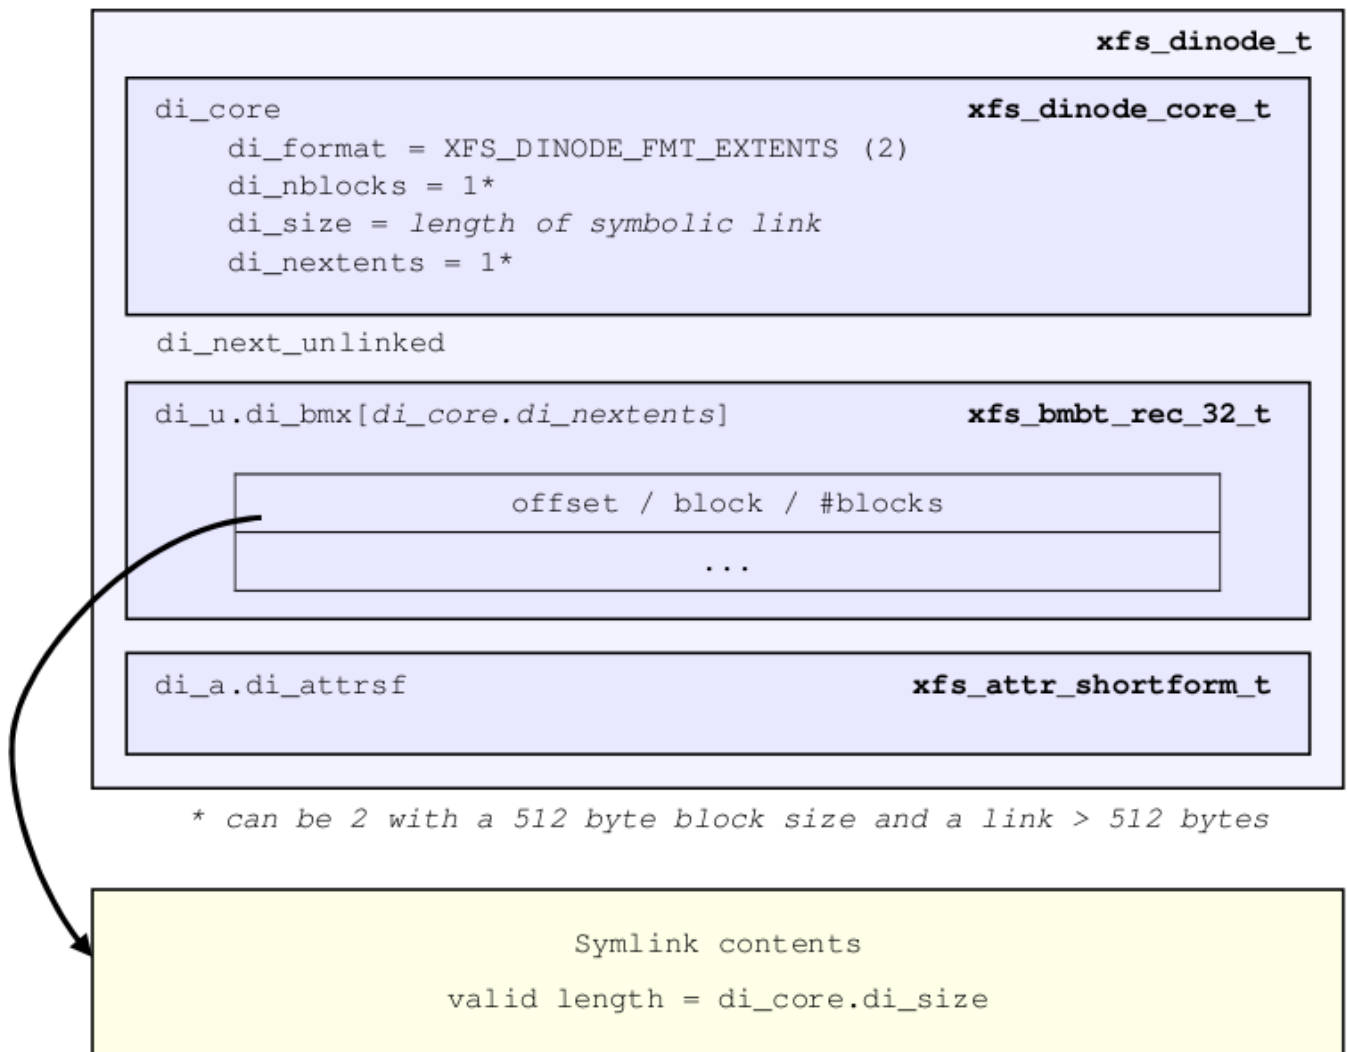 xfs_dinode_t
di_core xfs_dinode_core_t
di_format = XFS_DINODE_FMT_EXTENTS (2)
di_nblocks = 1*
di_size = length of symbolic link
di_nextents = 1*
di_next_unlinked
di_u.di_bmx[di_core.di_nextents] xfs_bmbt_rec_32_t
offset / block / #blocks
...
di_a.di_attrsf xfs_attr_shortform_t
* can be 2 with a 512 byte block size and a link > 512 bytes
Symlink contents
valid length = di_core.di_size